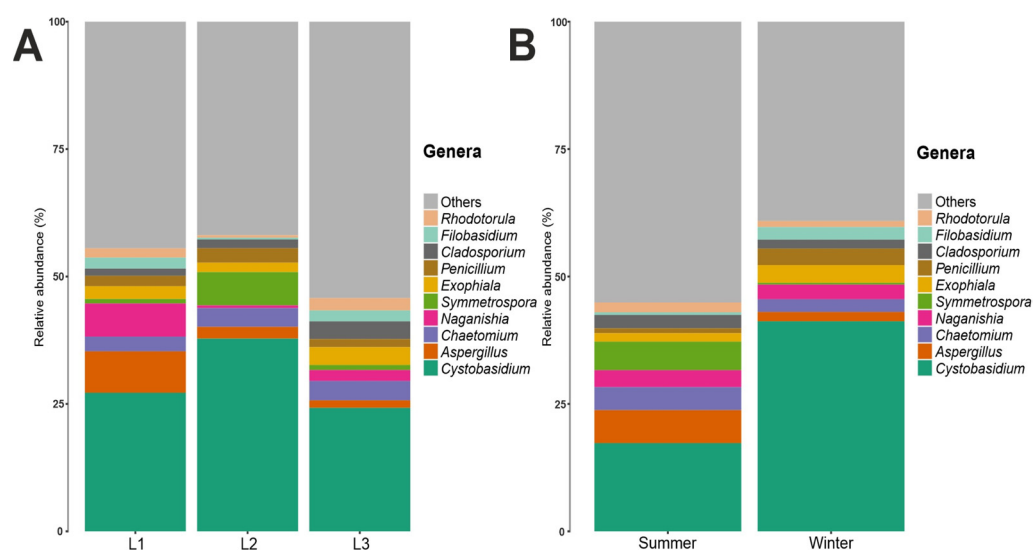 A
Relative abundance (%)
100
75
50
25
0
L1
L2
L3
Genera
Others
Rhodotorula
Filobasidium
Cladosporium
Penicillium
Exophiala
Symmetrospora
Naganishia
Chaetomium
Aspergillus
Cystobasidium
B
Relative abundance (%)
100
75
50
25
0
Summer
Winter
Genera
Others
Rhodotorula
Filobasidium
Cladosporium
Penicillium
Exophiala
Symmetrospora
Naganishia
Chaetomium
Aspergillus
Cystobasidium